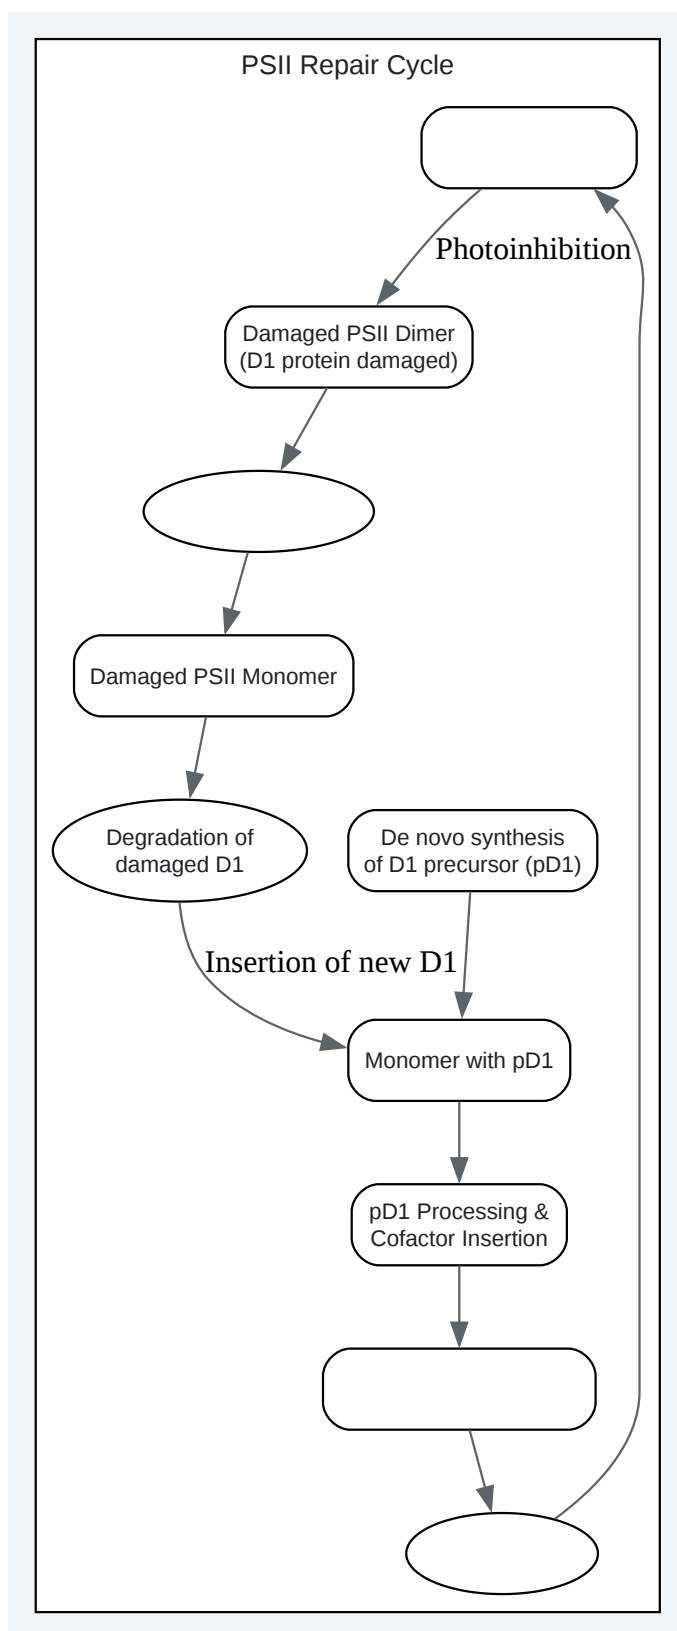 PSII Repair Cycle
Photoinhibition
Damaged PSII Dimer
(D1 protein damaged)
Damaged PSII Monomer
Degradation of
damaged D1
De novo synthesis
of D1 precursor (pD1)
Insertion of new D1
Monomer with pD1
pD1 Processing &
Cofactor Insertion